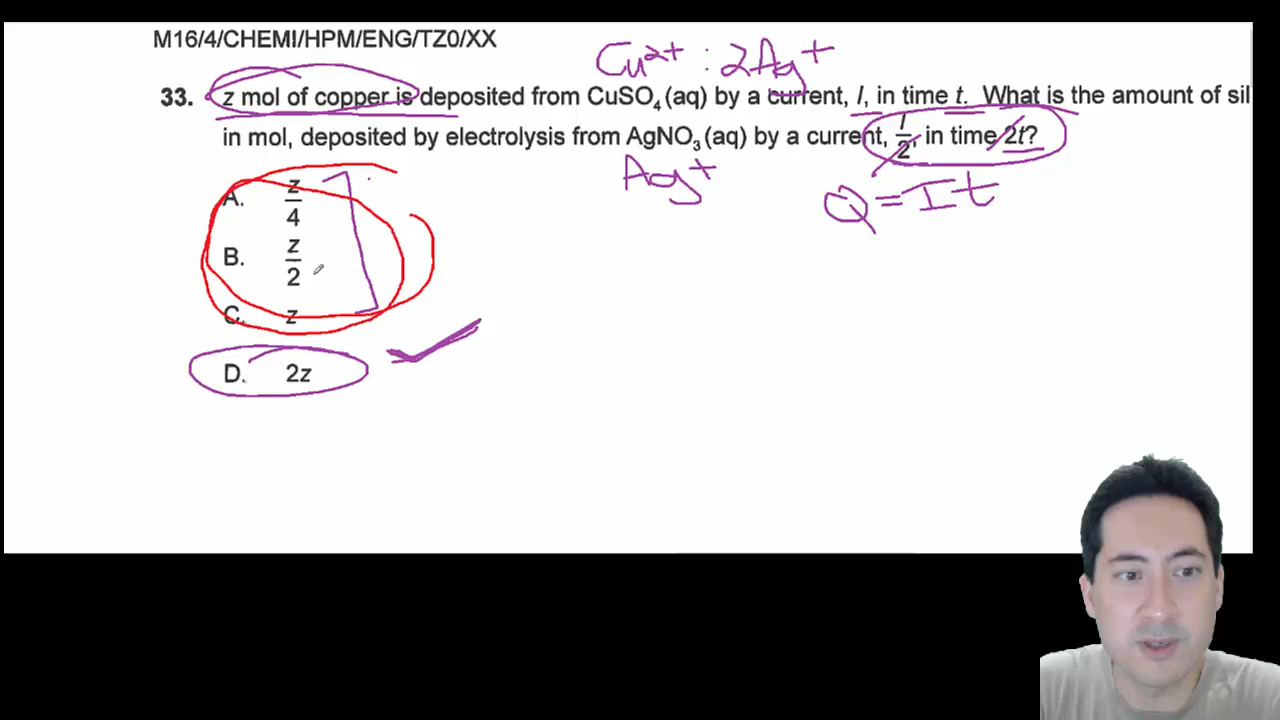 M16/4/CHEMI/HPM/ENG/TZ0/XX
Cu²⁺ : 2Ag⁺
33. z mol of copper is deposited from CuSO₄ (aq) by a current, I, in time t. What is the amount of sil
in mol, deposited by electrolysis from AgNO₃ (aq) by a current, I/2, in time 2t?
Ag⁺
Q = It
A. z/4
B. z/2
C. z
D. 2z